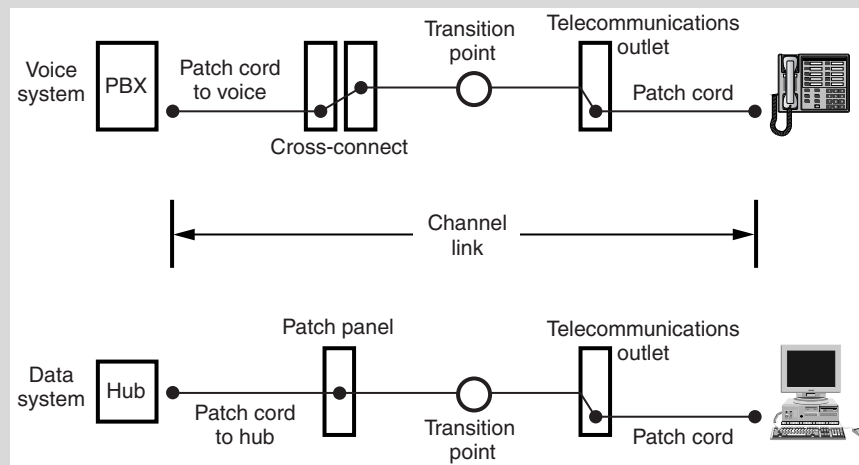 Voice
system
PBX
Patch cord
to voice
Cross-connect
Transition
point
Telecommunications
outlet
Patch cord
Channel
link
Data
system
Hub
Patch cord
to hub
Patch panel
Transition
point
Telecommunications
outlet
Patch cord